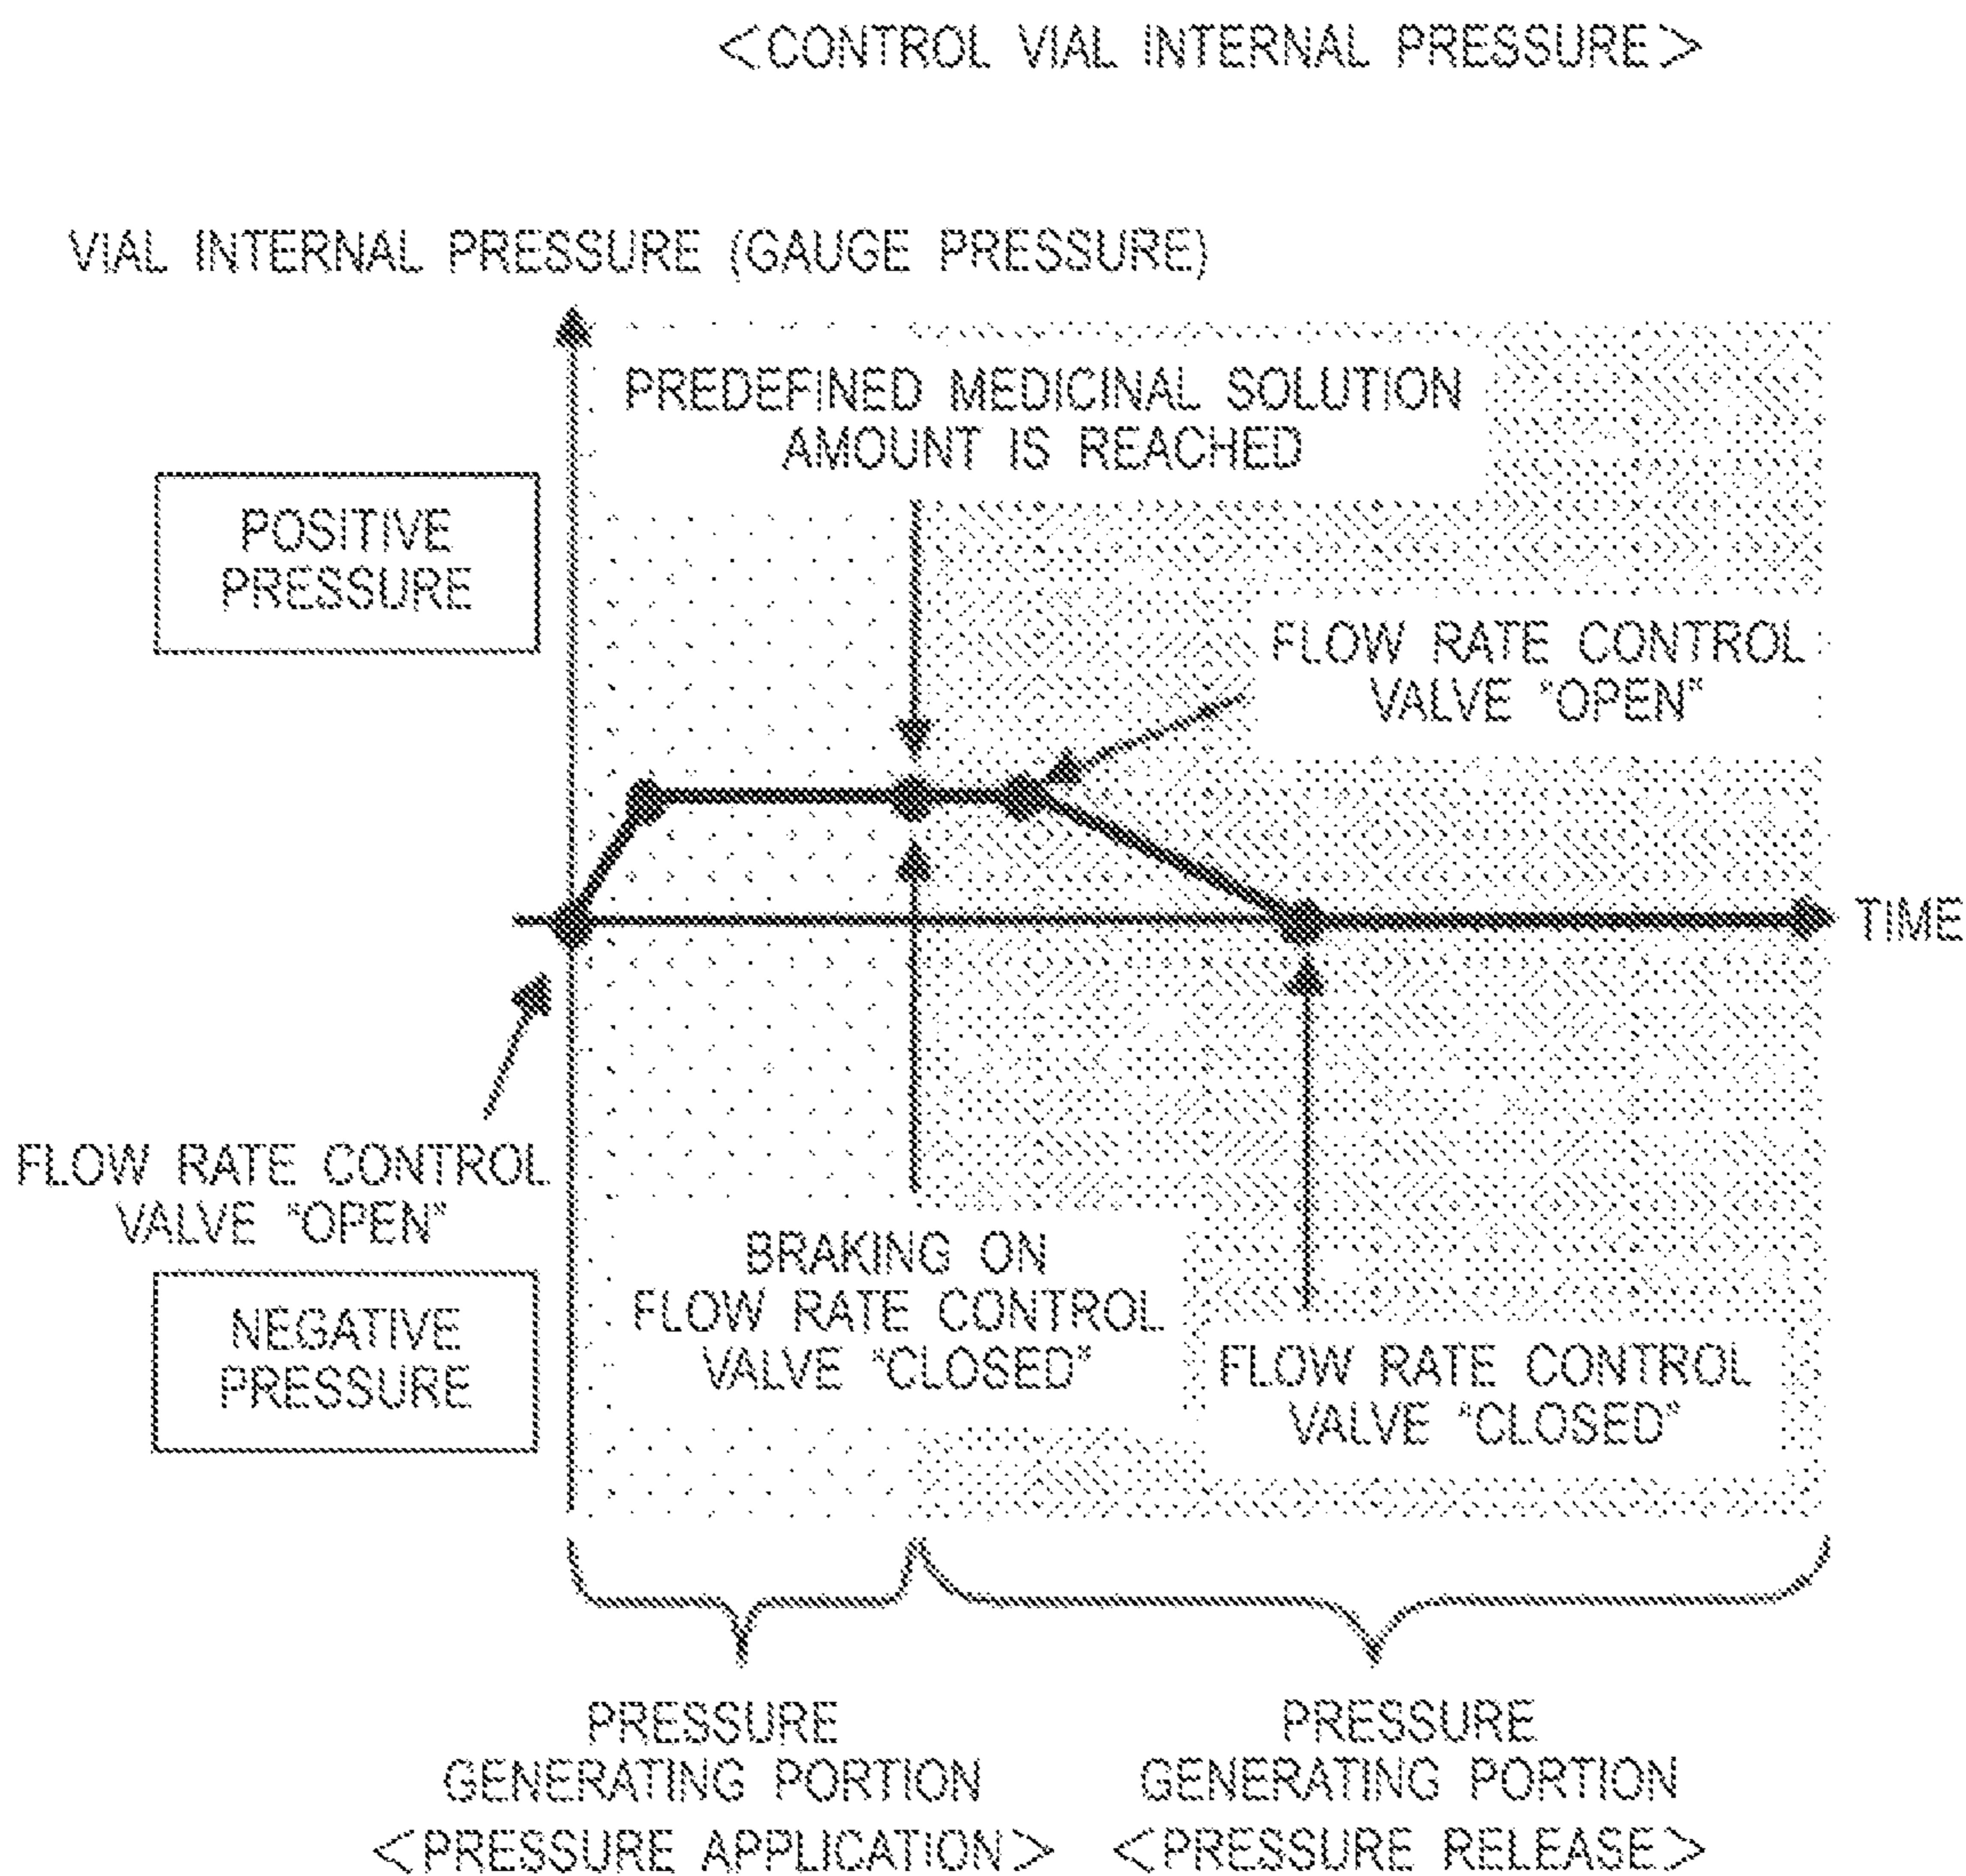 <CONTROL VIAL INTERNAL PRESSURE>
VIAL INTERNAL PRESSURE (GAUGE PRESSURE)
PREDEFINED MEDICINAL SOLUTION
AMOUNT IS REACHED
POSITIVE
PRESSURE
FLOW RATE CONTROL
VALVE "OPEN"
TIME
FLOW RATE CONTROL
VALVE "OPEN"
BRAKING ON
FLOW RATE CONTROL
VALVE "CLOSED"
NEGATIVE
PRESSURE
FLOW RATE CONTROL
VALVE "CLOSED"
PRESSURE
GENERATING PORTION
<PRESSURE APPLICATION>
PRESSURE
GENERATING PORTION
<PRESSURE RELEASE>